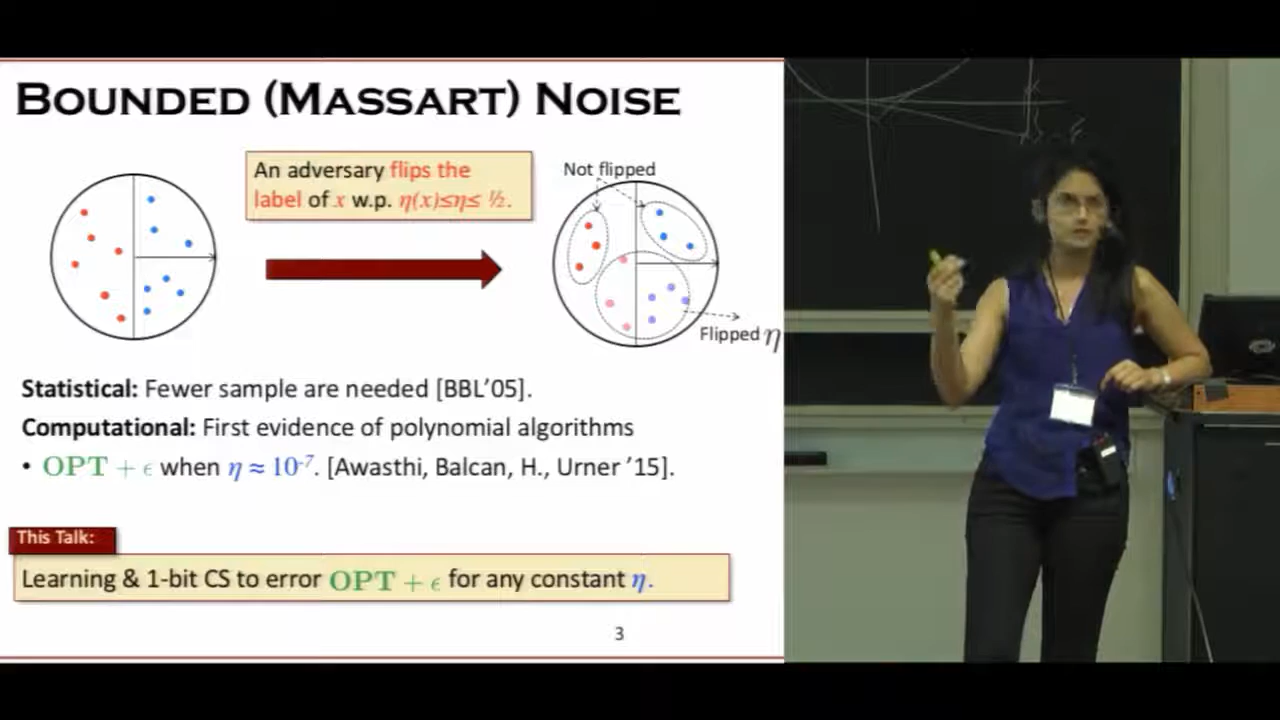 BOUNDED (MASSART) NOISE
An adversary flips the
label of x w.p. η(x)≤η≤ ½.
Not flipped
Flipped η
Statistical: Fewer sample are needed [BBL'05].
Computational: First evidence of polynomial algorithms
• OPT + ϵ when η ≈ 10⁻⁷. [Awasthi, Balcan, H., Urner '15].
This Talk:
Learning & 1-bit CS to error OPT + ϵ for any constant η.
3